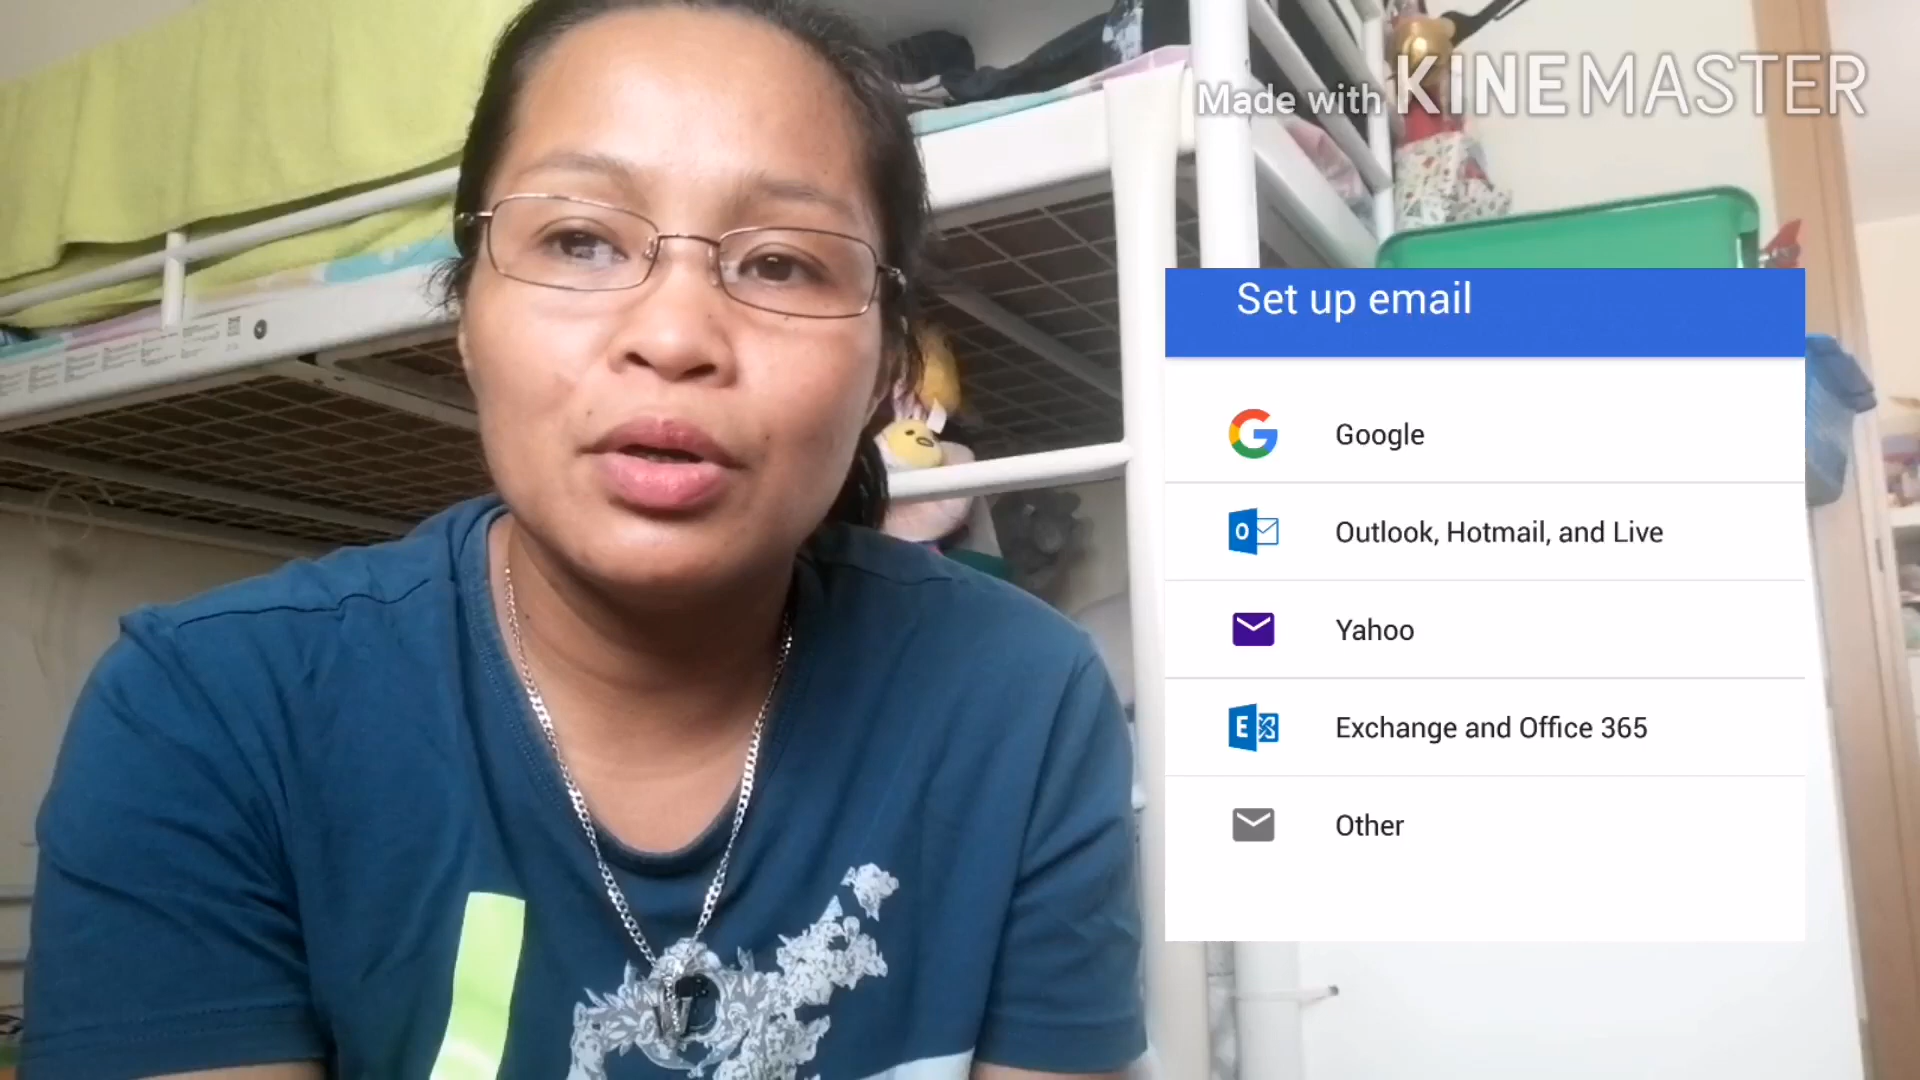 Made with KINEMASTER
Set up email
Google
Outlook, Hotmail, and Live
Yahoo
Exchange and Office 365
Other